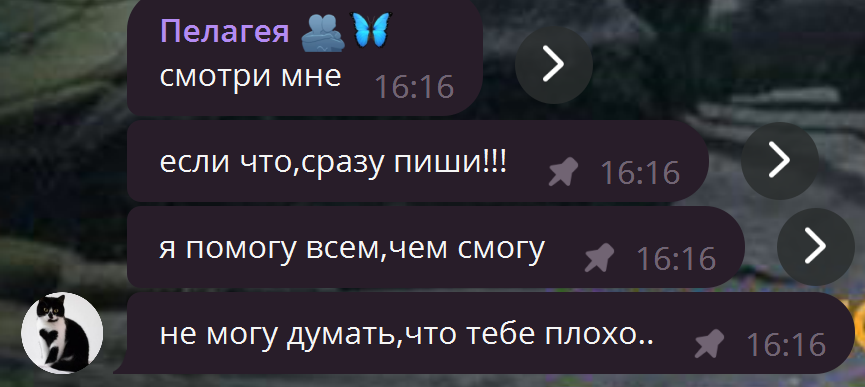 Пелагея 🫂🦋
смотри мне 16:16
если что,сразу пиши!!! 16:16
я помогу всем,чем смогу 16:16
не могу думать,что тебе плохо.. 16:16